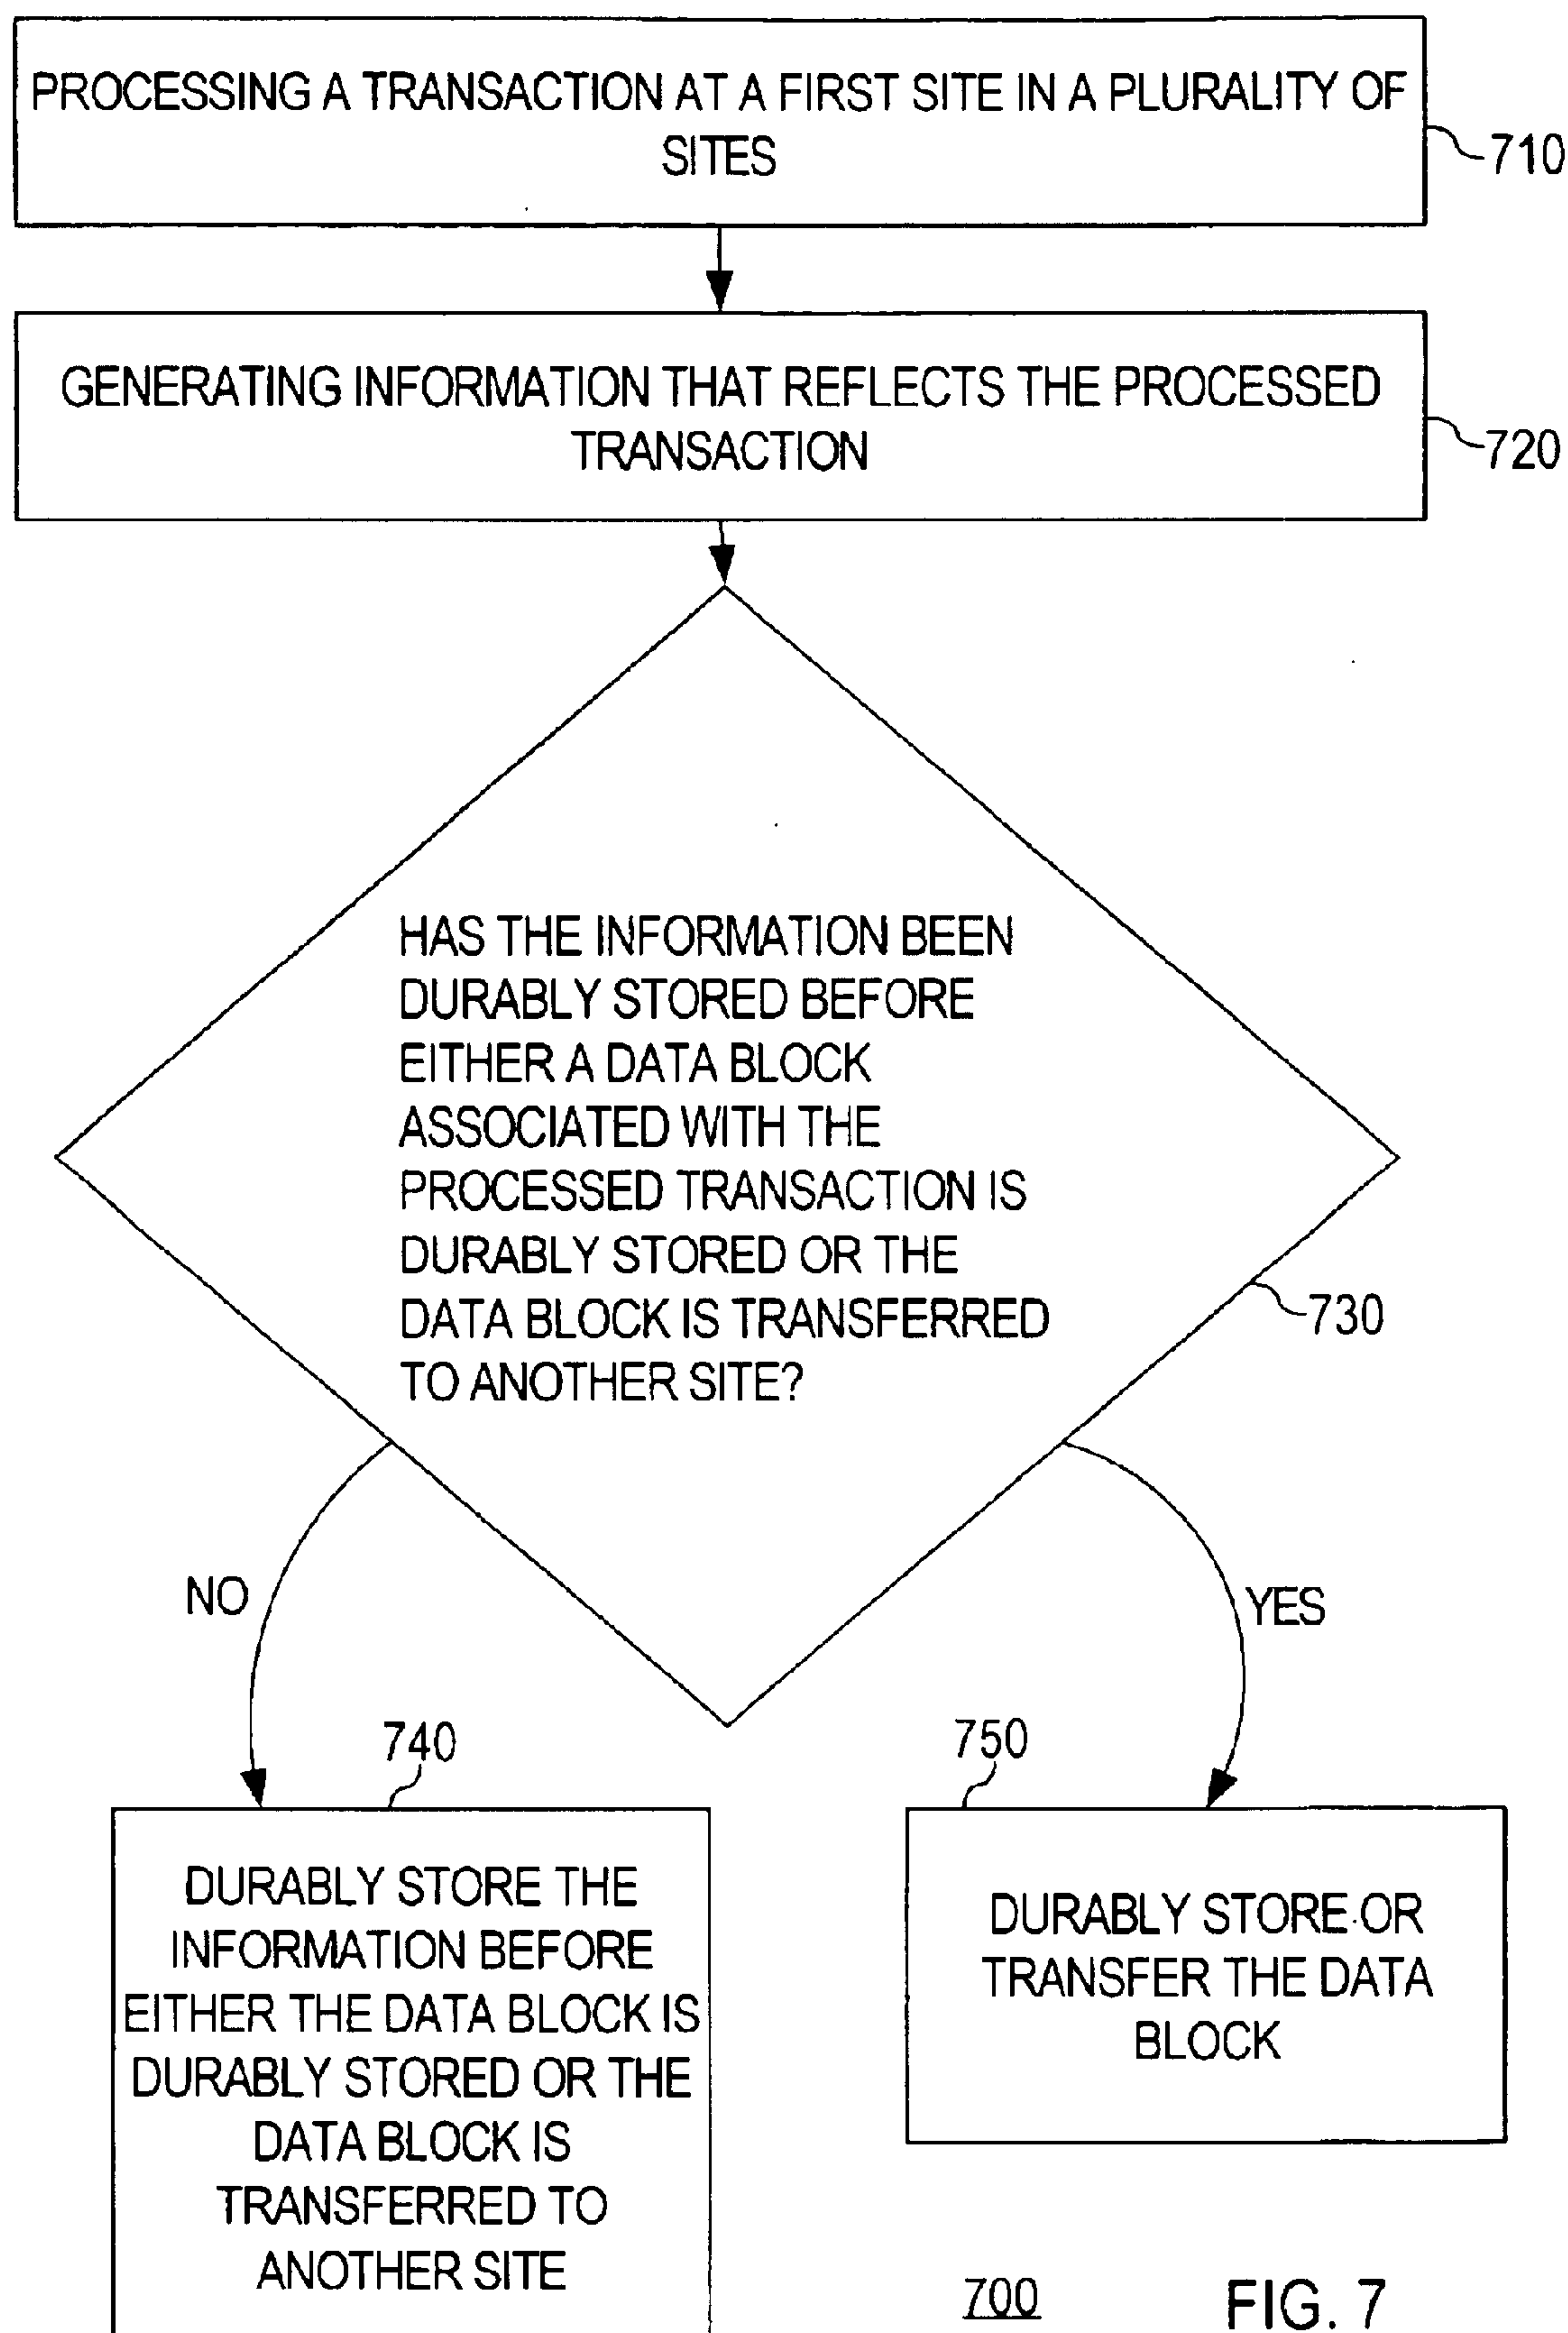 PROCESSING A TRANSACTION AT A FIRST SITE IN A PLURALITY OF
SITES
710
GENERATING INFORMATION THAT REFLECTS THE PROCESSED
TRANSACTION
720
HAS THE INFORMATION BEEN
DURABLY STORED BEFORE
EITHER A DATA BLOCK
ASSOCIATED WITH THE
PROCESSED TRANSACTION IS
DURABLY STORED OR THE
DATA BLOCK IS TRANSFERRED
TO ANOTHER SITE?
730
NO
YES
740
DURABLY STORE THE
INFORMATION BEFORE
EITHER THE DATA BLOCK IS
DURABLY STORED OR THE
DATA BLOCK IS
TRANSFERRED TO
ANOTHER SITE
750
DURABLY STORE OR
TRANSFER THE DATA
BLOCK
700
FIG. 7